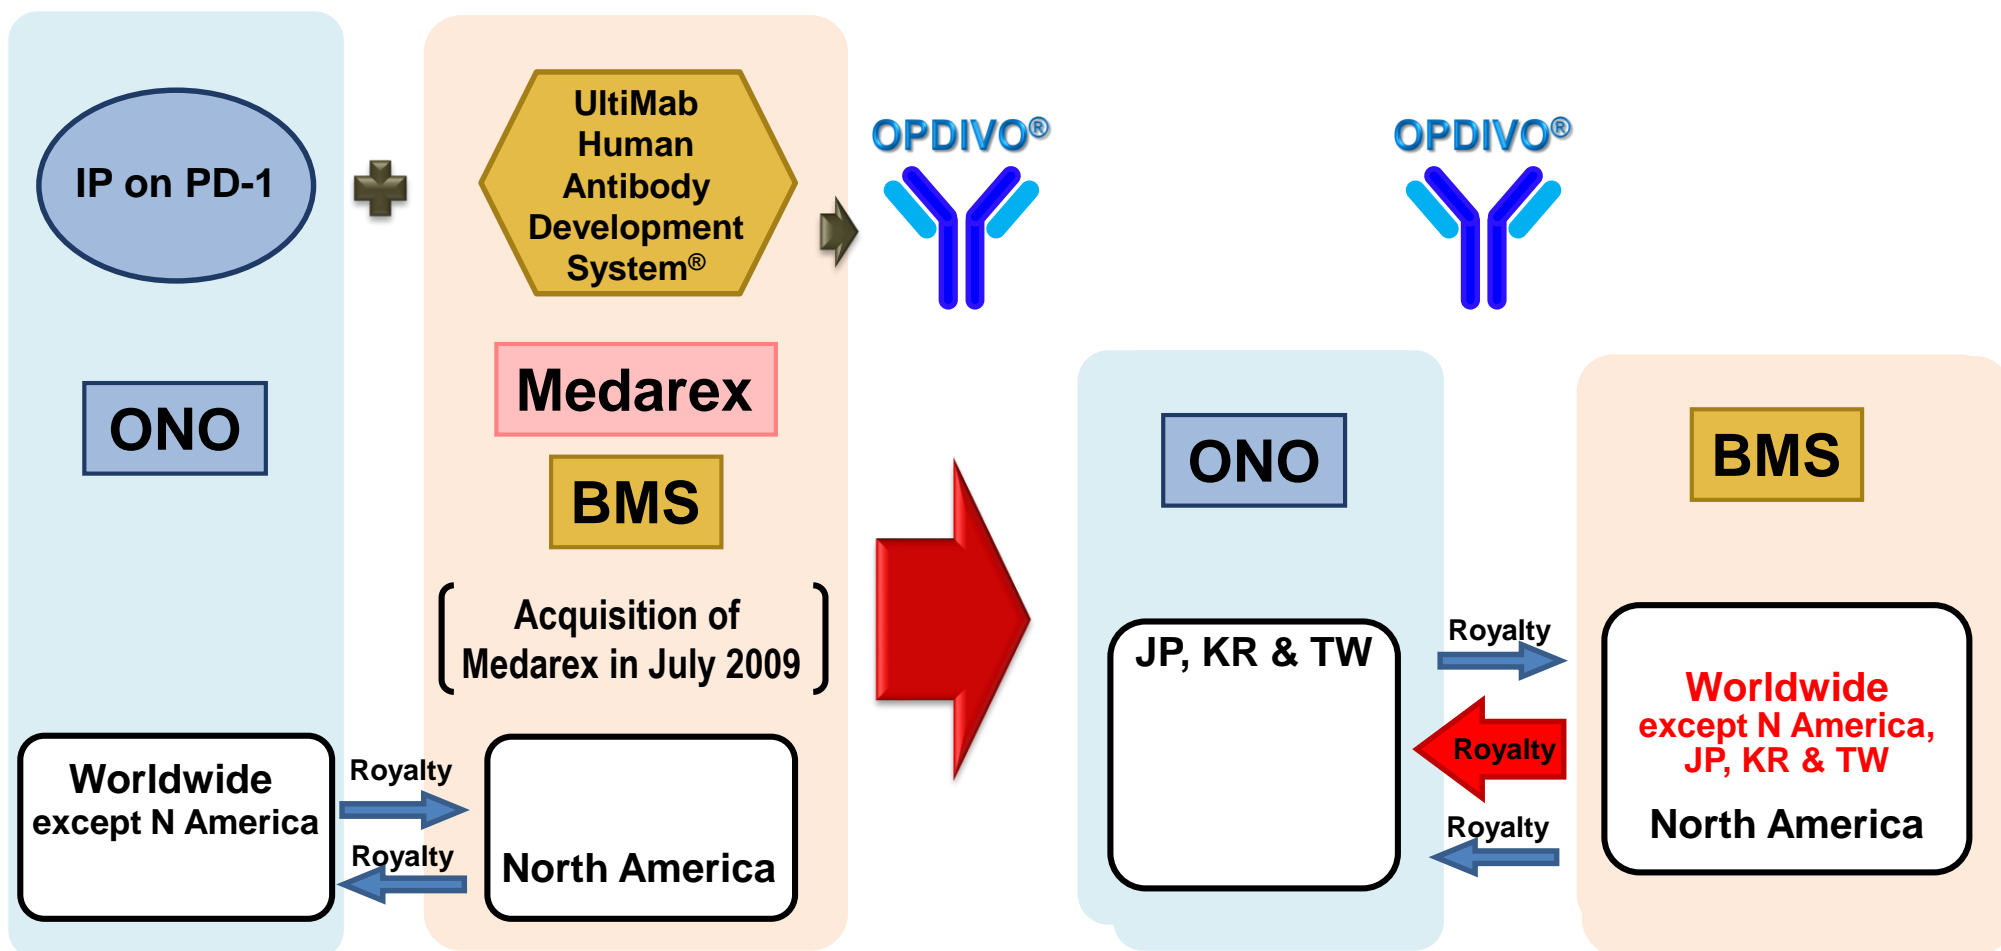 IP on PD-1
UltiMab
Human
Antibody
Development
System®
OPDIVO®
OPDIVO®
ONO
Medarex
BMS
Acquisition of
Medarex in July 2009
Worldwide
except N America
Royalty
Royalty
North America
ONO
BMS
JP, KR & TW
Royalty
Royalty
Royalty
Worldwide
except N America,
JP, KR & TW
North America